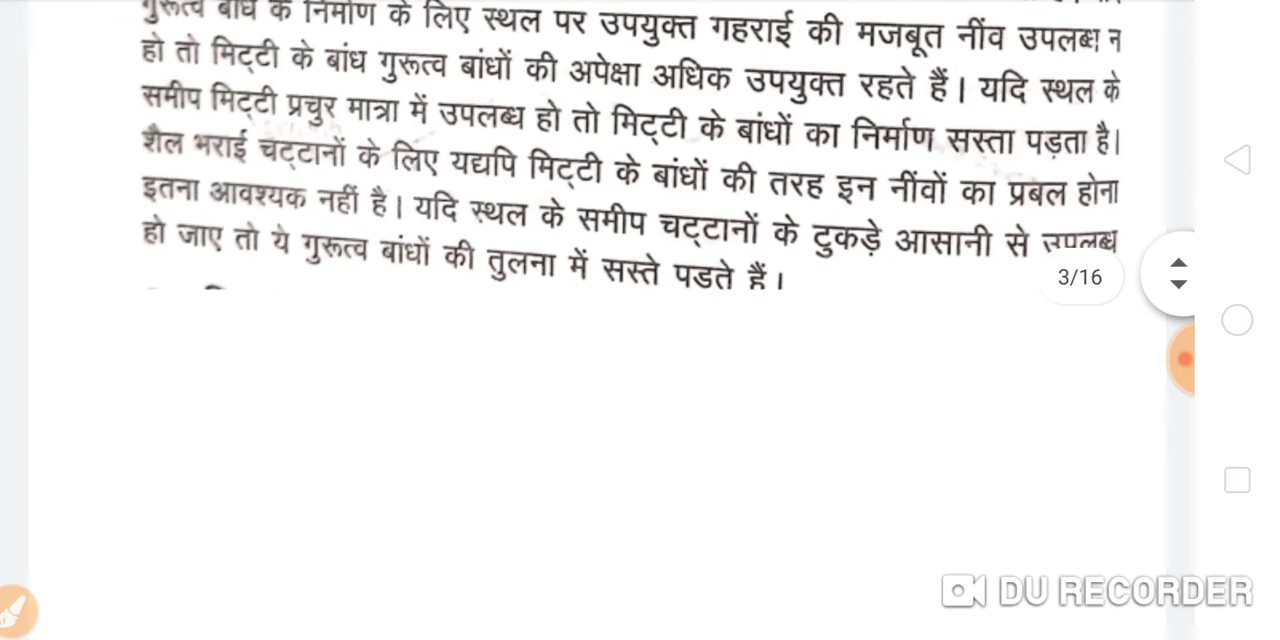 गुरूत्व बांध के निर्माण के लिए स्थल पर उपयुक्त गहराई की मजबूत नींव उपलब्ध न
हो तो मिट्टी के बांध गुरूत्व बांधों की अपेक्षा अधिक उपयुक्त रहते हैं। यदि स्थल के
समीप मिट्टी प्रचुर मात्रा में उपलब्ध हो तो मिट्टी के बांधों का निर्माण सस्ता पड़ता है।
शैल भराई चट्टानों के लिए यद्यपि मिट्टी के बांधों की तरह इन नींवों का प्रबल होना
इतना आवश्यक नहीं है। यदि स्थल के समीप चट्टानों के टुकड़े आसानी से उपलब्ध
हो जाए तो ये गुरूत्व बांधों की तुलना में सस्ते पडते हैं।
3/16
DU RECORDER